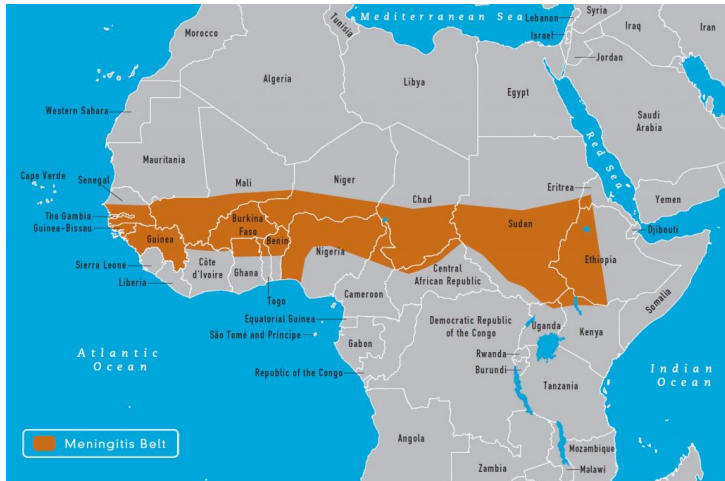 Mediterranean Sea
Lebanon
Syria
Israel
Iraq
Iran
Tunisia
Morocco
Jordan
Algeria
Libya
Egypt
Western Sahara
Saudi
Arabia
Red Sea
Mauritania
Cape Verde
Senegal
Mali
Niger
Chad
Eritrea
Yemen
The Gambia
Guinea-Bissau
Burkina
Faso
Benin
Sudan
Djibouti
Guinea
Nigeria
Ethiopia
Sierra Leone
Côte
d'Ivoire
Ghana
Central
African Republic
Liberia
Togo
Cameroon
Somalia
Equatorial Guinea
São Tomé and Principe
Democratic Republic
of the Congo
Uganda
Kenya
Gabon
Atlantic
Ocean
Rwanda
Burundi
Republic of the Congo
Indian
Ocean
Tanzania
Meningitis Belt
Angola
Zambia
Mozambique
Malawi